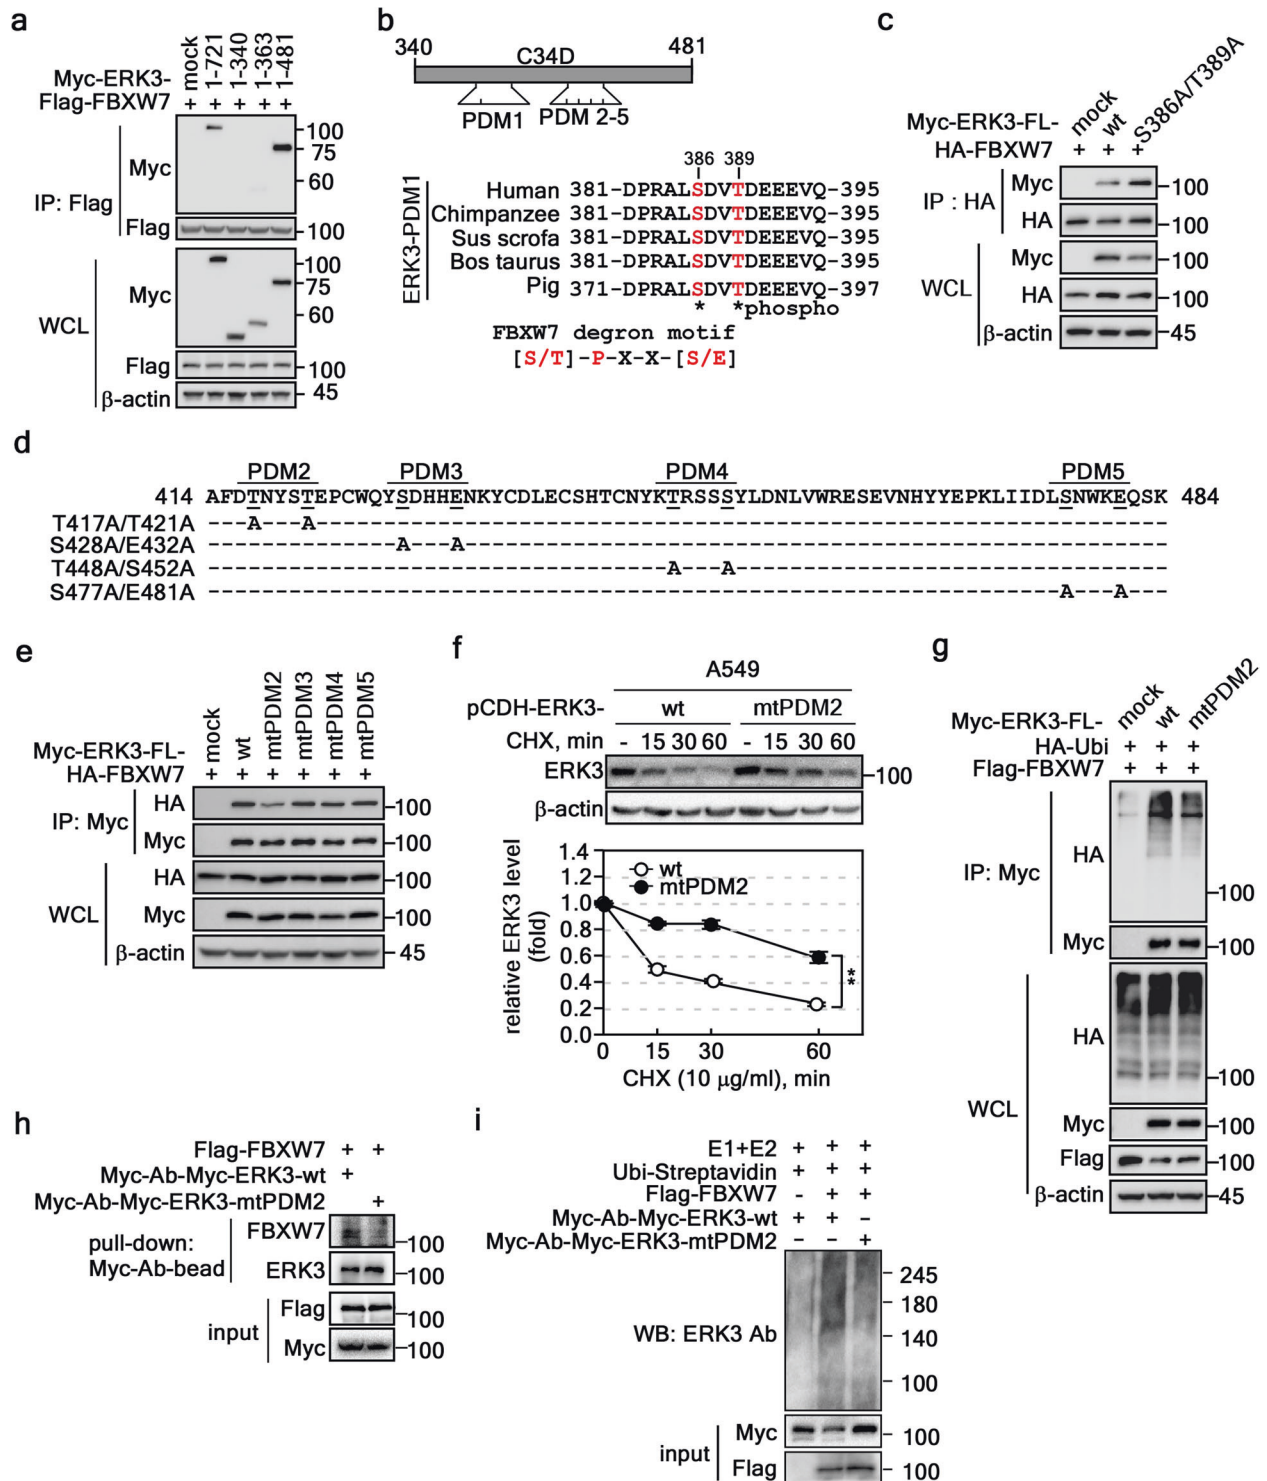 a
mock
1-721
1-340
1-363
1-481
Myc-ERK3-
Flag-FBXW7 + + + + +
IP: Flag
Myc
100
75
60
Flag
100
WCL
Myc
100
75
60
Flag
100
β-actin
45
b
340
C34D
481
PDM1
PDM 2-5
386 389
ERK3-PDM1
Human 381-DPRALSDVTDEEEVQ-395
Chimpanzee 381-DPRALSDVTDEEEVQ-395
Sus scrofa 381-DPRALSDVTDEEEVQ-395
Bos taurus 381-DPRALSDVTDEEEVQ-395
Pig 371-DPRALSDVTDEEEVQ-397
* *phospho
FBXW7 degron motif
[S/T]-P-X-X-[S/E]
c
mock
wt
S386A/T389A
Myc-ERK3-FL-
HA-FBXW7 + + +
IP : HA
Myc
100
HA
100
WCL
Myc
100
HA
100
β-actin
45
d
PDM2 PDM3 PDM4 PDM5
414 AFDTNYSTEPCWQYSDHHENKYCDLECSHTCNYKTRSSSYLDNLVWRESEVNHYYEPKLIIDLSNWKEQSK 484
T417A/T421A ---A---A---------------------------------------------------------------
S428A/E432A --------------A---A----------------------------------------------------
T448A/S452A ----------------------------------A---A--------------------------------
S477A/E481A ---------------------------------------------------------------A---A---
e
mock
wt
mtPDM2
mtPDM3
mtPDM4
mtPDM5
Myc-ERK3-FL-
HA-FBXW7 + + + + + +
IP: Myc
HA
100
Myc
100
WCL
HA
100
Myc
100
β-actin
45
f
A549
pCDH-ERK3- wt mtPDM2
CHX, min - 15 30 60 - 15 30 60
ERK3
100
β-actin
relative ERK3 level
(fold)
1.4
1.2
1.0
0.8
0.6
0.4
0.2
0.0
wt
mtPDM2
**
0 15 30 60
CHX (10 μg/ml), min
g
mock
wt
mtPDM2
Myc-ERK3-FL-
HA-Ubi + + +
Flag-FBXW7 + + +
IP: Myc
HA
100
Myc
100
WCL
HA
100
Myc
100
Flag
100
β-actin
45
h
Flag-FBXW7 + +
Myc-Ab-Myc-ERK3-wt +
Myc-Ab-Myc-ERK3-mtPDM2 +
pull-down:
Myc-Ab-bead
FBXW7
100
ERK3
100
input
Flag
100
Myc
100
i
E1+E2 + + +
Ubi-Streptavidin + + +
Flag-FBXW7 - + +
Myc-Ab-Myc-ERK3-wt + + -
Myc-Ab-Myc-ERK3-mtPDM2 - - +
WB: ERK3 Ab
245
180
140
100
input
Myc
100
Flag
100